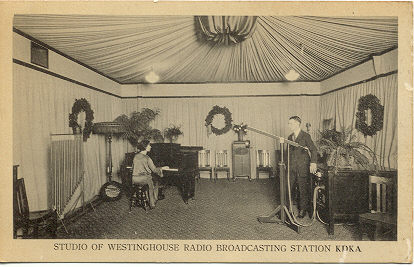 STUDIO OF WESTINGHOUSE RADIO BROADCASTING STATION KDKA